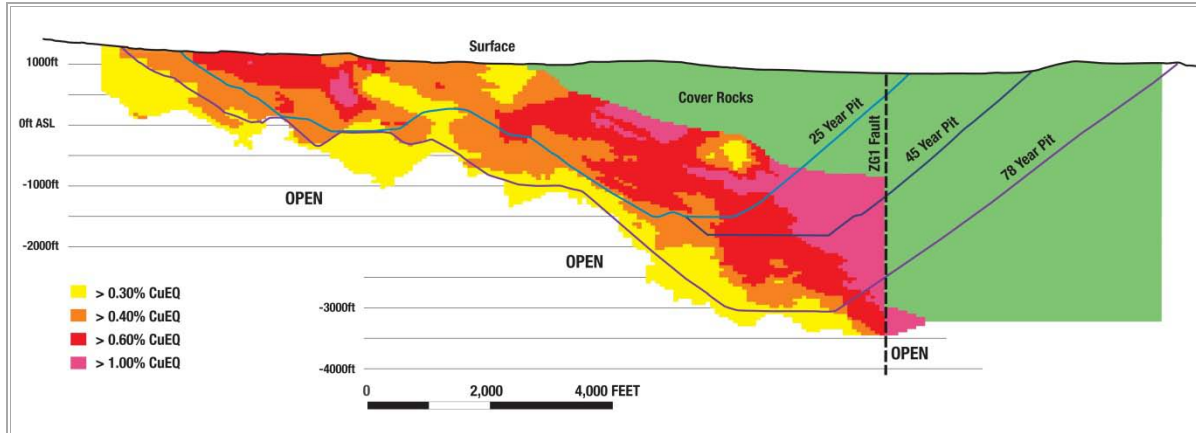 Surface
1000ft
Cover Rocks
25 Year Pit
ZG1 Fault
45 Year Pit
78 Year Pit
0ft ASL
-1000ft
OPEN
-2000ft
OPEN
> 0.30% CuEQ
> 0.40% CuEQ
> 0.60% CuEQ
> 1.00% CuEQ
-3000ft
OPEN
-4000ft
0 2,000 4,000 FEET